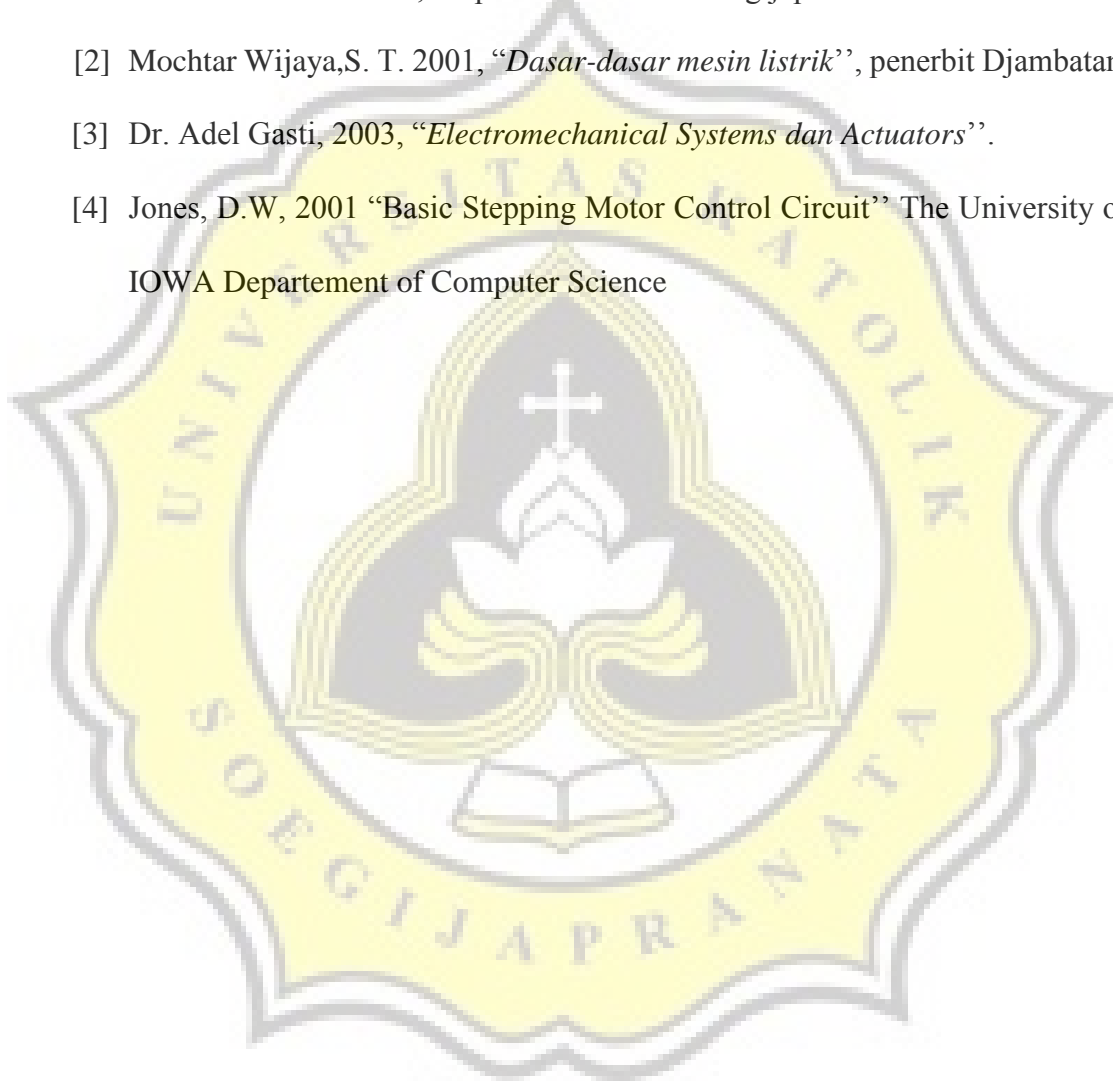 [2] Mochtar Wijaya,S. T. 2001, “Dasar-dasar mesin listrik’’, penerbit Djambatan
[3] Dr. Adel Gasti, 2003, “Electromechanical Systems dan Actuators’’.
[4] Jones, D.W, 2001 “Basic Stepping Motor Control Circuit’’ The University
IOWA Departement of Computer Science
UNIVERSITAS KATOLIK
SOEGIJAPRANATA